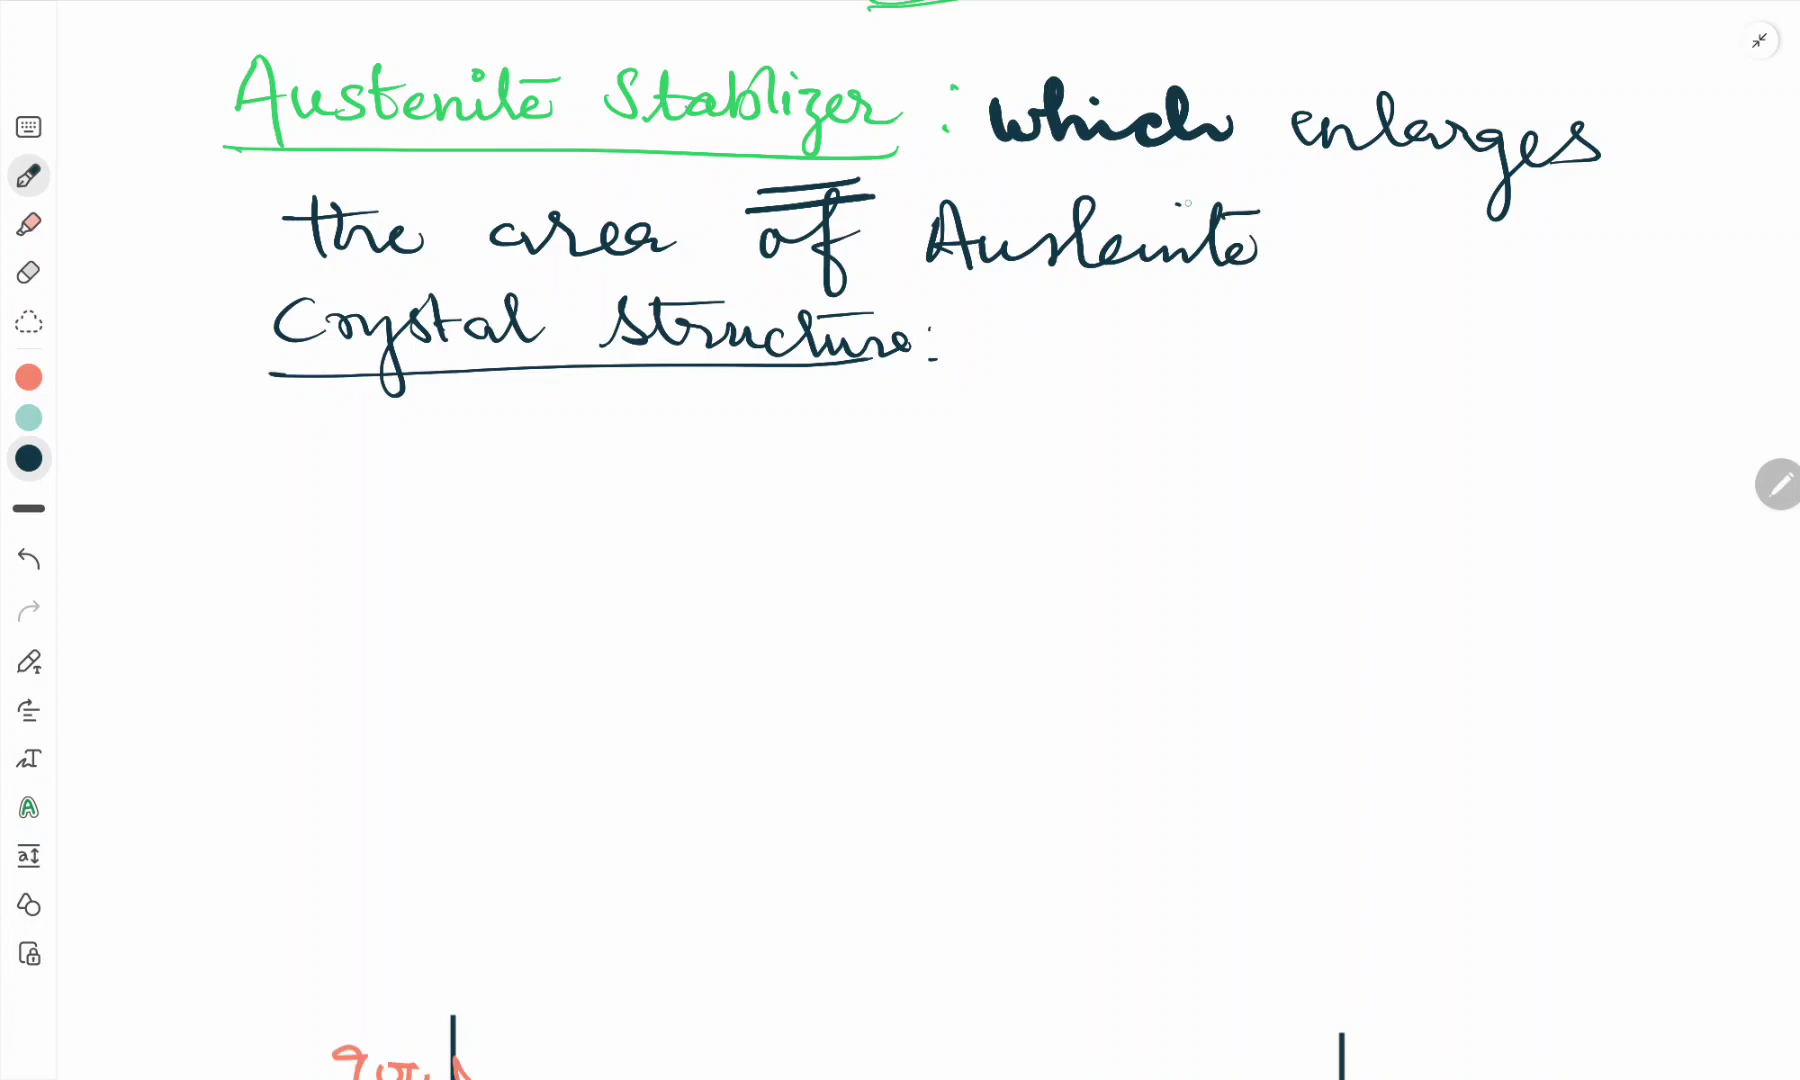 Austenite Stablizer : which enlarges
the area of Austenite
Crystal structure: